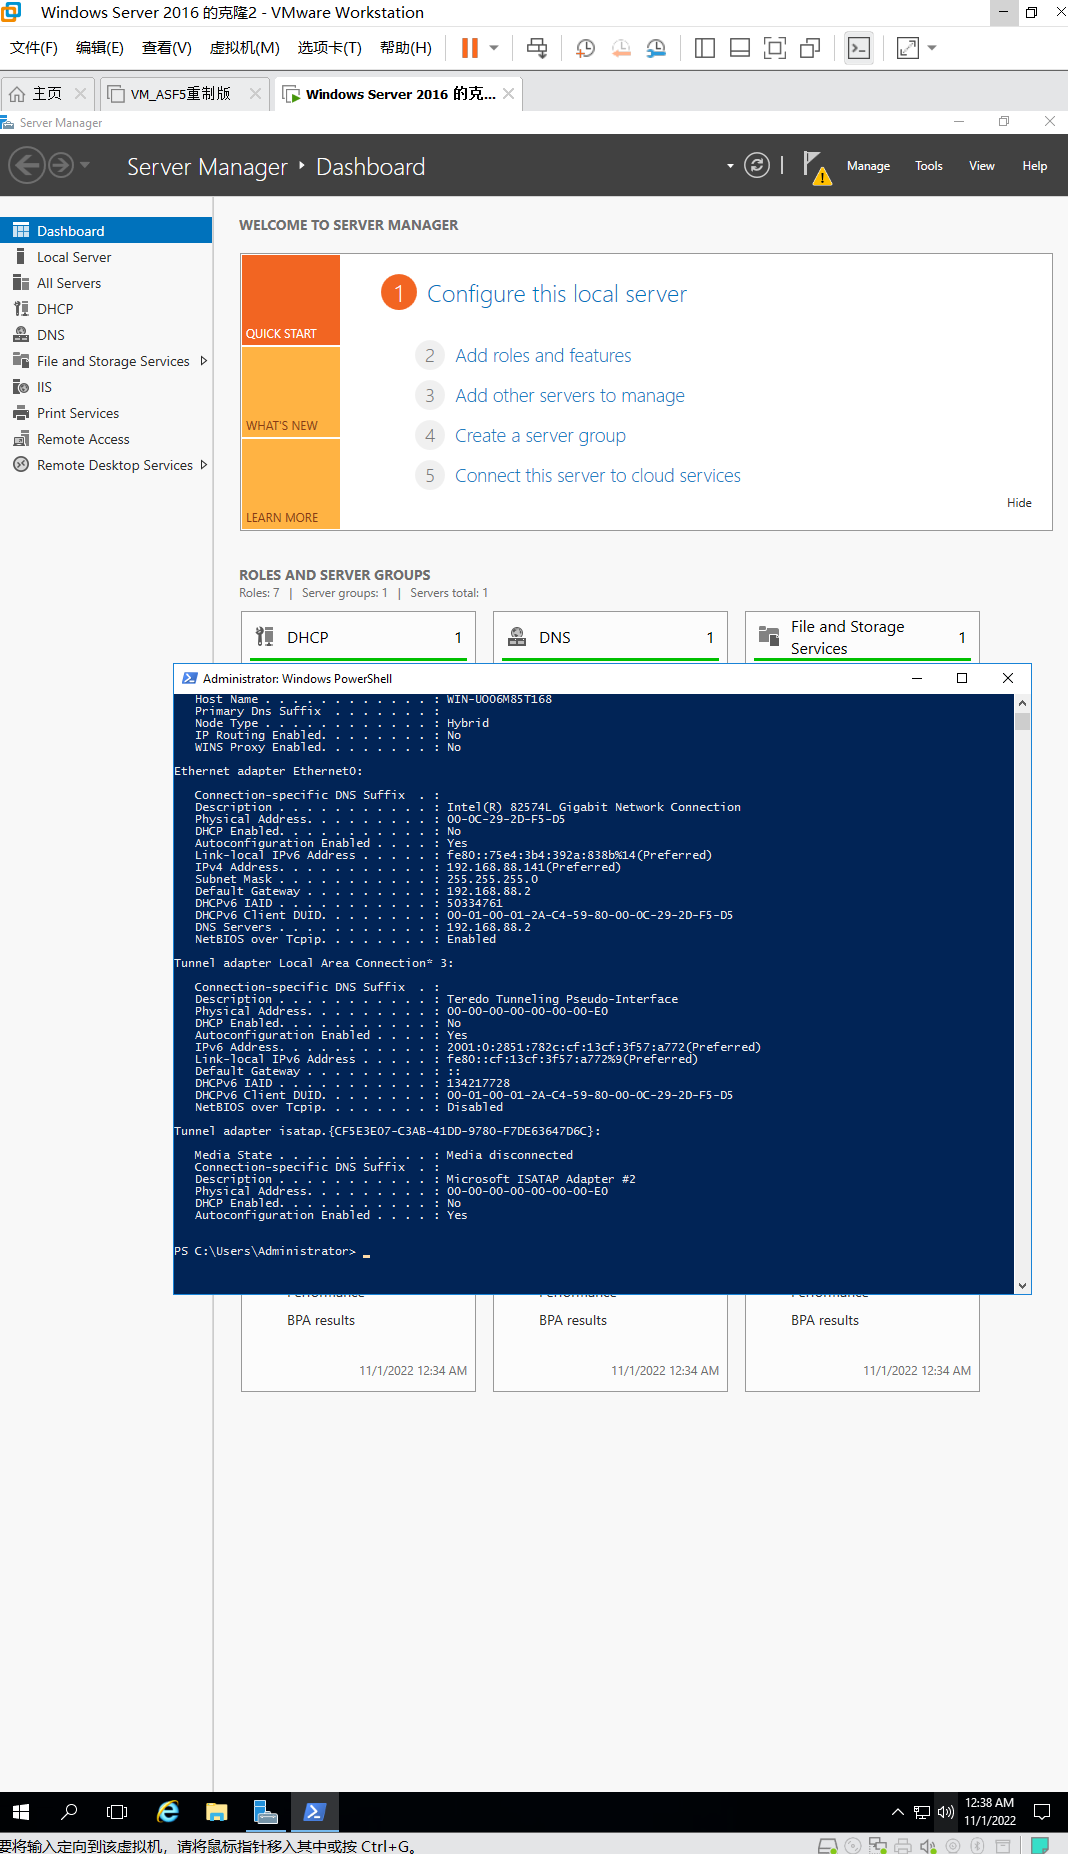 Windows Server 2016 的克隆2 - VMware Workstation
文件(F) 编辑(E) 查看(V) 虚拟机(M) 选项卡(T) 帮助(H)
主页 VM_ASF5重制版 Windows Server 2016 的克...
Server Manager
Server Manager ‣ Dashboard Manage Tools View Help
Dashboard
Local Server
All Servers
DHCP
DNS
File and Storage Services
IIS
Print Services
Remote Access
Remote Desktop Services
WELCOME TO SERVER MANAGER
QUICK START
WHAT'S NEW
LEARN MORE
1 Configure this local server
2 Add roles and features
3 Add other servers to manage
4 Create a server group
5 Connect this server to cloud services
Hide
ROLES AND SERVER GROUPS
Roles: 7 | Server groups: 1 | Servers total: 1
DHCP 1
DNS 1
File and Storage Services 1
Administrator: Windows PowerShell
Host Name . . . . . . . . . . . . : WIN-UO06M85T168
Primary Dns Suffix . . . . . . . :
Node Type . . . . . . . . . . . . : Hybrid
IP Routing Enabled. . . . . . . . : No
WINS Proxy Enabled. . . . . . . . : No
Ethernet adapter Ethernet0:
Connection-specific DNS Suffix . :
Description . . . . . . . . . . . : Intel(R) 82574L Gigabit Network Connection
Physical Address. . . . . . . . . : 00-0C-29-2D-F5-D5
DHCP Enabled. . . . . . . . . . . : No
Autoconfiguration Enabled . . . . : Yes
Link-local IPv6 Address . . . . . : fe80::75e4:3b4:392a:838b%14(Preferred)
IPv4 Address. . . . . . . . . . . : 192.168.88.141(Preferred)
Subnet Mask . . . . . . . . . . . : 255.255.255.0
Default Gateway . . . . . . . . . : 192.168.88.2
DHCPv6 IAID . . . . . . . . . . . : 50334761
DHCPv6 Client DUID. . . . . . . . : 00-01-00-01-2A-C4-59-80-00-0C-29-2D-F5-D5
DNS Servers . . . . . . . . . . . : 192.168.88.2
NetBIOS over Tcpip. . . . . . . . : Enabled
Tunnel adapter Local Area Connection* 3:
Connection-specific DNS Suffix . :
Description . . . . . . . . . . . : Teredo Tunneling Pseudo-Interface
Physical Address. . . . . . . . . : 00-00-00-00-00-00-00-E0
DHCP Enabled. . . . . . . . . . . : No
Autoconfiguration Enabled . . . . : Yes
IPv6 Address. . . . . . . . . . . : 2001:0:2851:782c:cf:13cf:3f57:a772(Preferred)
Link-local IPv6 Address . . . . . : fe80::cf:13cf:3f57:a772%9(Preferred)
Default Gateway . . . . . . . . . : ::
DHCPv6 IAID . . . . . . . . . . . : 134217728
DHCPv6 Client DUID. . . . . . . . : 00-01-00-01-2A-C4-59-80-00-0C-29-2D-F5-D5
NetBIOS over Tcpip. . . . . . . . : Disabled
Tunnel adapter isatap.{CF5E3E07-C3AB-41DD-9780-F7DE63647D6C}:
Media State . . . . . . . . . . . : Media disconnected
Connection-specific DNS Suffix . :
Description . . . . . . . . . . . : Microsoft ISATAP Adapter #2
Physical Address. . . . . . . . . : 00-00-00-00-00-00-00-E0
DHCP Enabled. . . . . . . . . . . : No
Autoconfiguration Enabled . . . . : Yes
PS C:\Users\Administrator> _
Performance Performance Performance
BPA results BPA results BPA results
11/1/2022 12:34 AM 11/1/2022 12:34 AM 11/1/2022 12:34 AM
12:38 AM
11/1/2022
要将输入定向到该虚拟机，请将鼠标指针移入其中或按 Ctrl+G。